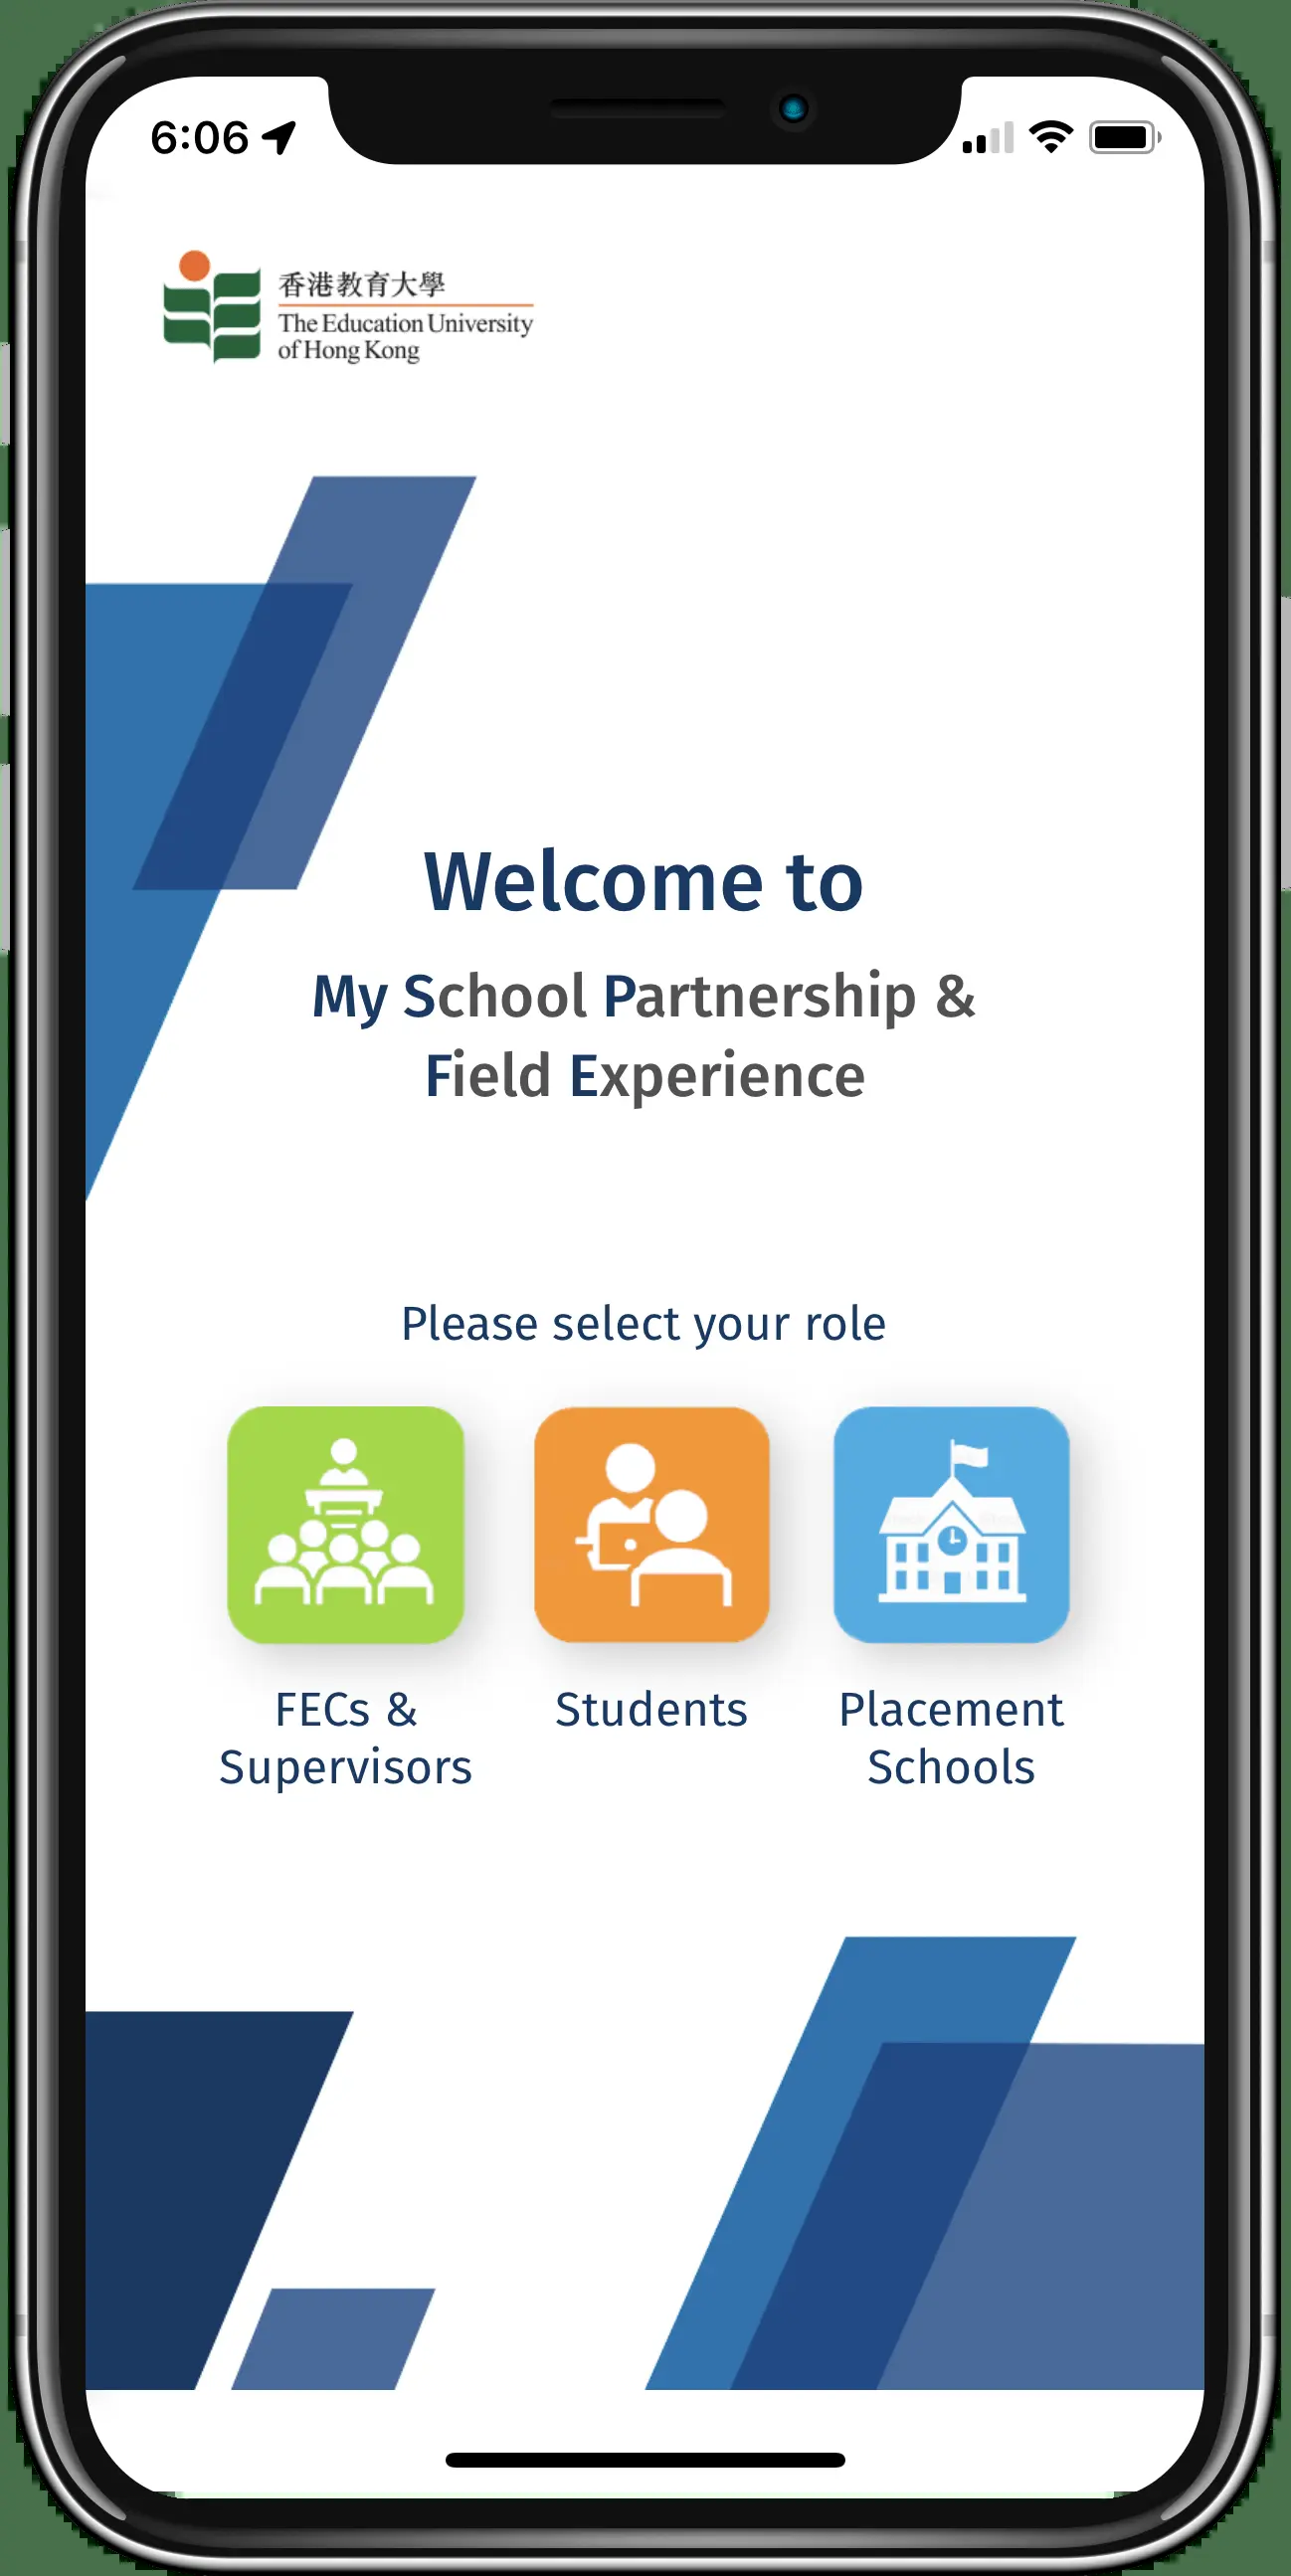 6:06
香港教育大學
The Education University
of Hong Kong
Welcome to
My School Partnership &
Field Experience
Please select your role
FECs &
Supervisors
Students
Placement
Schools